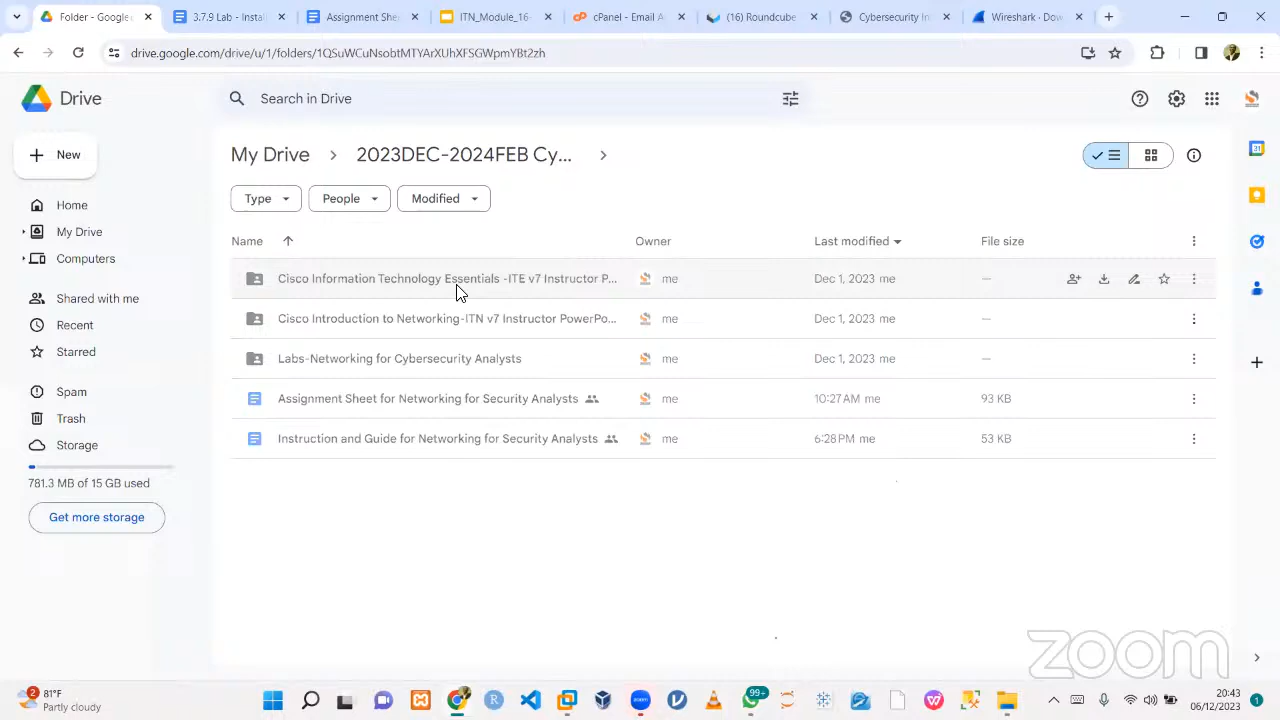 Folder - Google
3.7.9 Lab - Install
Assignment She
ITN_Module_16-
cPanel - Email A
(16) Roundcube
Cybersecurity In
Wireshark · Dow
drive.google.com/drive/u/1/folders/1QSuWCuNsobtMTYArXUhXFSGWpmYBt2zh
Drive
Search in Drive
New
My Drive
2023DEC-2024FEB Cy...
Type
People
Modified
Home
My Drive
Computers
Shared with me
Recent
Starred
Spam
Trash
Storage
781.3 MB of 15 GB used
Get more storage
Name
Owner
Last modified
File size
Cisco Information Technology Essentials -ITE v7 Instructor P...
me
Dec 1, 2023 me
—
Cisco Introduction to Networking-ITN v7 Instructor PowerPo...
me
Dec 1, 2023 me
—
Labs-Networking for Cybersecurity Analysts
me
Dec 1, 2023 me
—
Assignment Sheet for Networking for Security Analysts
me
10:27 AM me
93 KB
Instruction and Guide for Networking for Security Analysts
me
6:28 PM me
53 KB
31
zoom
2
81°F
Partly cloudy
R
zoom
99+
20:43
06/12/2023
1